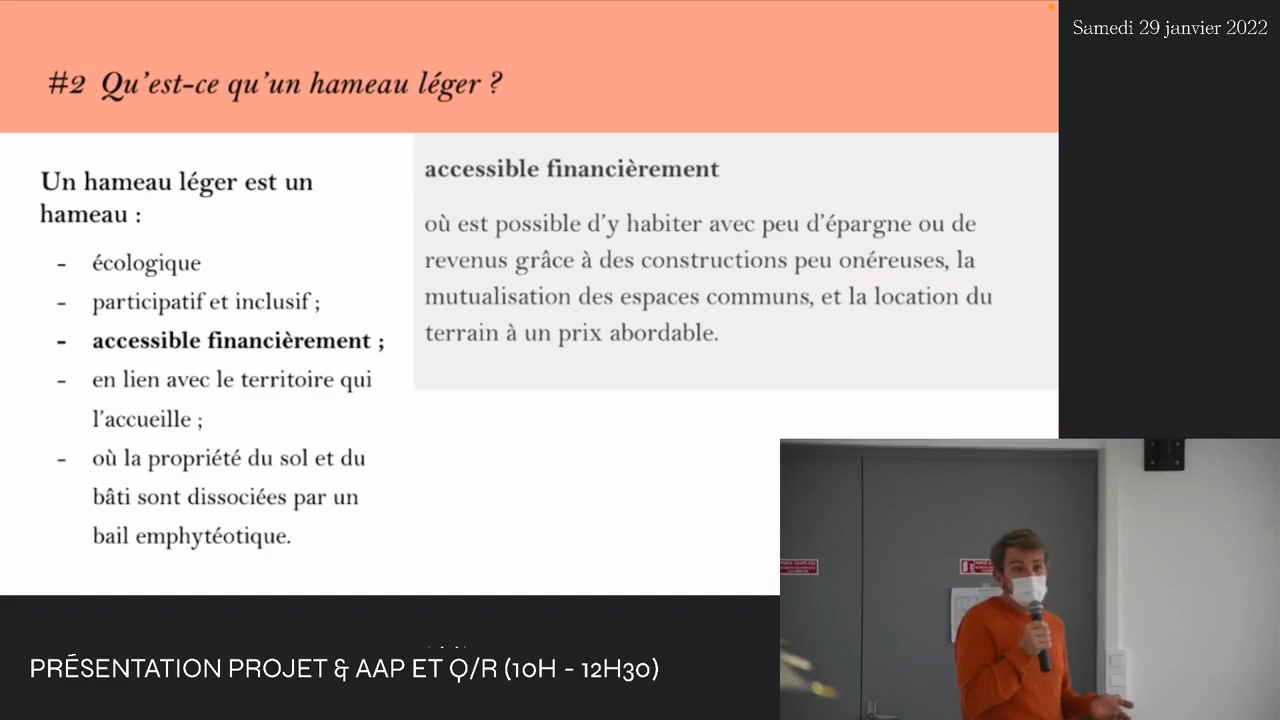 Samedi 29 janvier 2022
#2 Qu'est-ce qu'un hameau léger ?
Un hameau léger est un
hameau :
- écologique
- participatif et inclusif ;
- accessible financièrement ;
- en lien avec le territoire qui
l'accueille ;
- où la propriété du sol et du
bâti sont dissociées par un
bail emphytéotique.
accessible financièrement
où est possible d'y habiter avec peu d'épargne ou de
revenus grâce à des constructions peu onéreuses, la
mutualisation des espaces communs, et la location du
terrain à un prix abordable.
PRÉSENTATION PROJET & AAP ET Q/R (10H - 12H30)